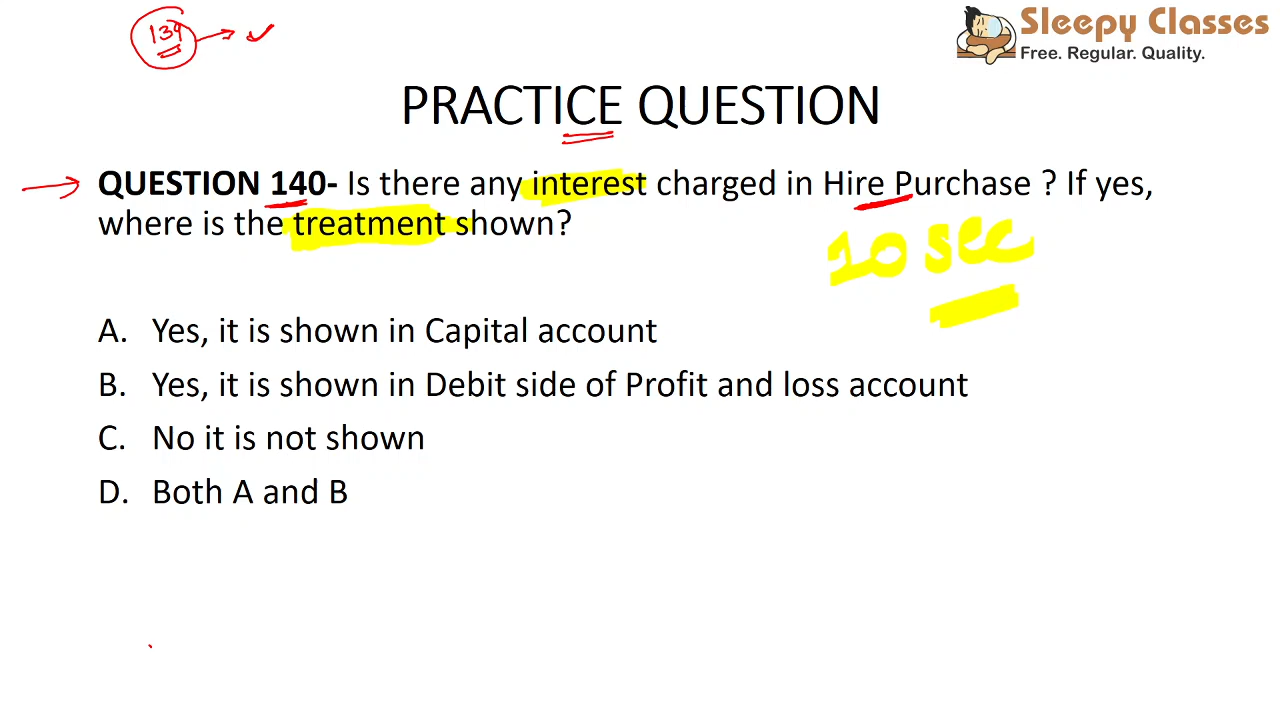 139
Sleepy Classes
Free. Regular. Quality.
PRACTICE QUESTION
QUESTION 140- Is there any interest charged in Hire Purchase ? If yes,
where is the treatment shown?
10 sec
A. Yes, it is shown in Capital account
B. Yes, it is shown in Debit side of Profit and loss account
C. No it is not shown
D. Both A and B